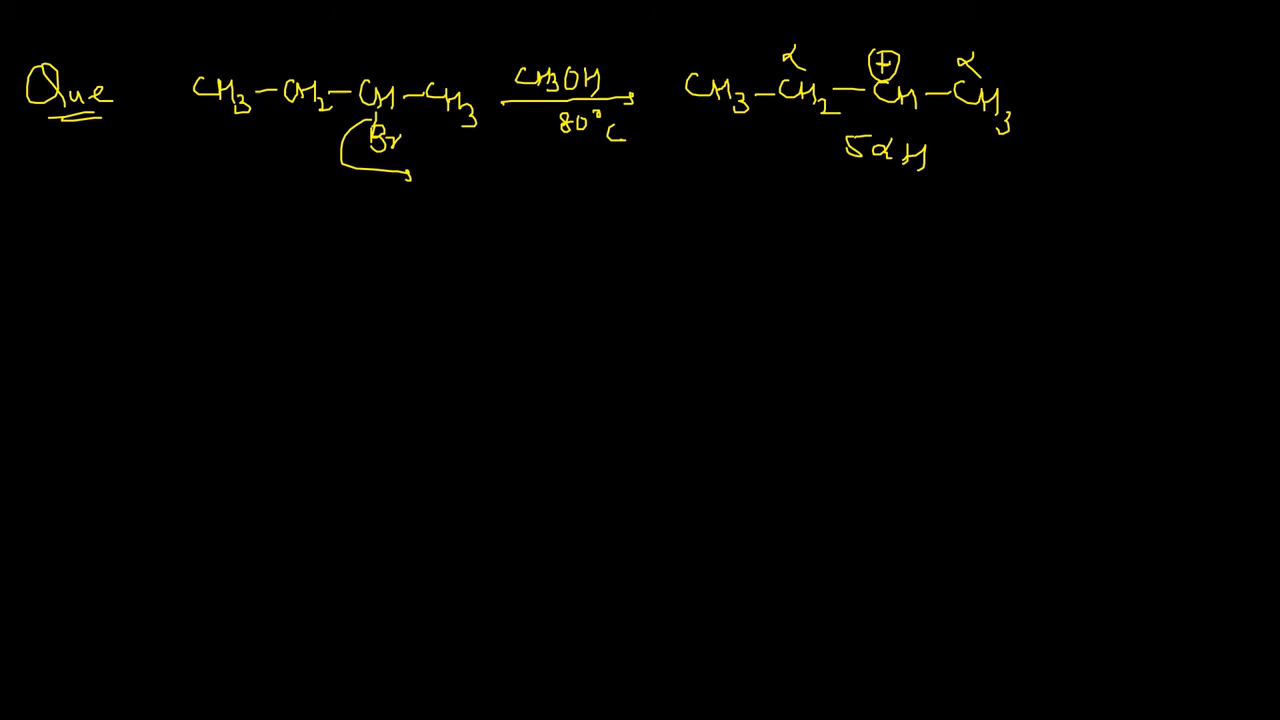 Que CH3-CH2-CH-CH3 CH3OH CH3-CH2-CH-CH3
Br 80°C α ⊕ α
5αH